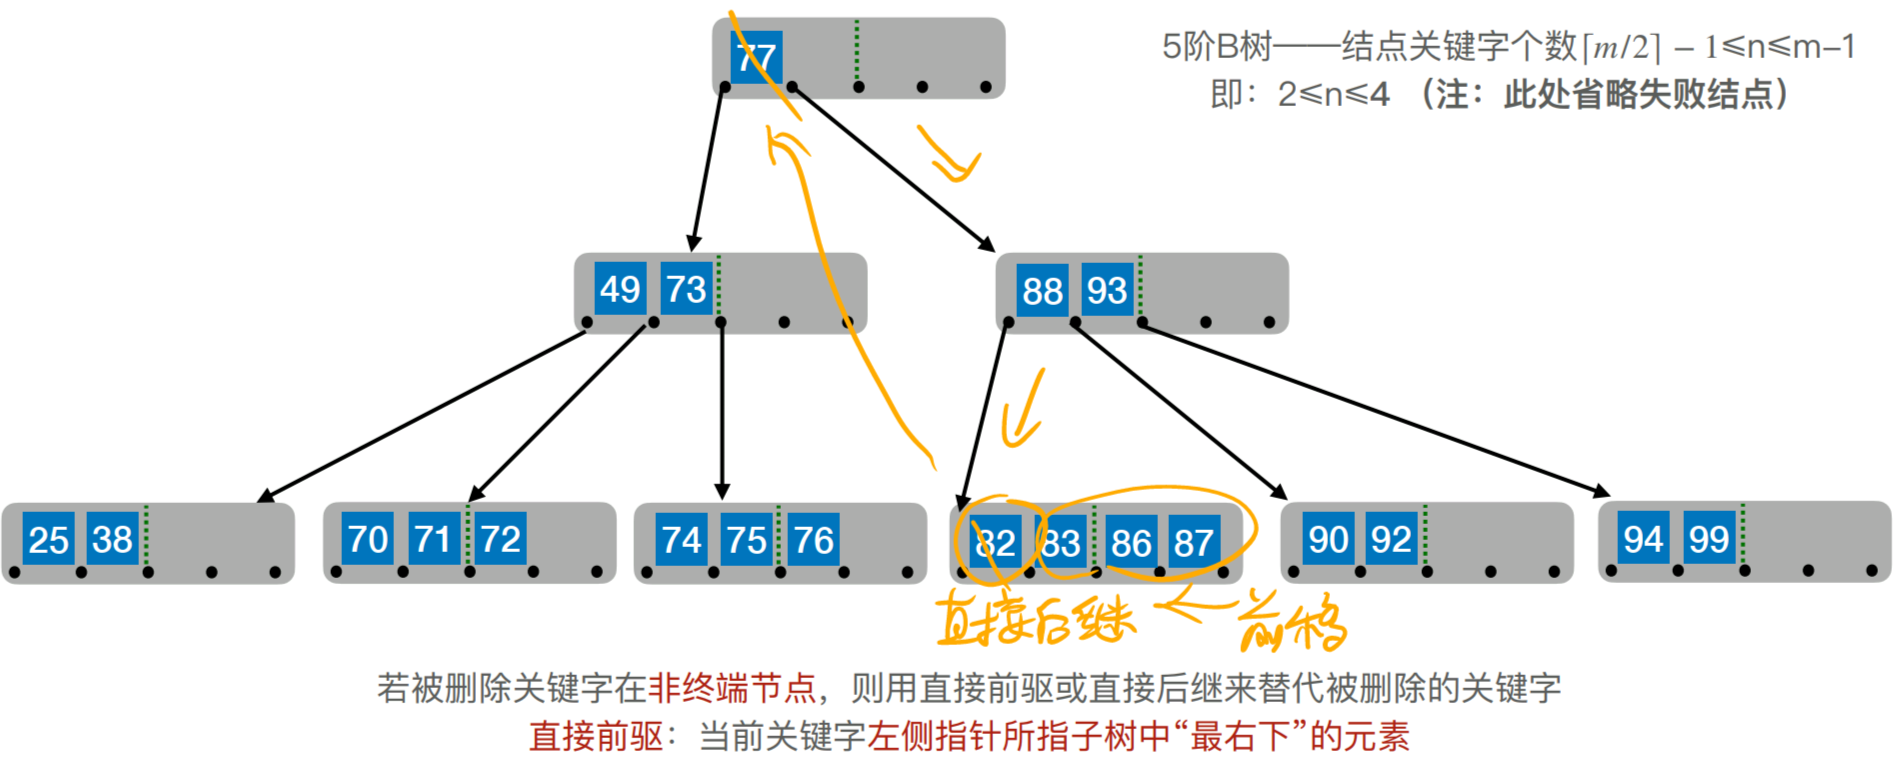 77
5阶B树——结点关键字个数⌈m/2⌉ – 1≤n≤m–1
即：2≤n≤4 （注：此处省略失败结点）
49 73
88 93
25 38
70 71 72
74 75 76
82 83 86 87
90 92
94 99
直接后继
前移
若被删除关键字在非终端节点，则用直接前驱或直接后继来替代被删除的关键字
直接前驱：当前关键字左侧指针所指子树中“最右下”的元素